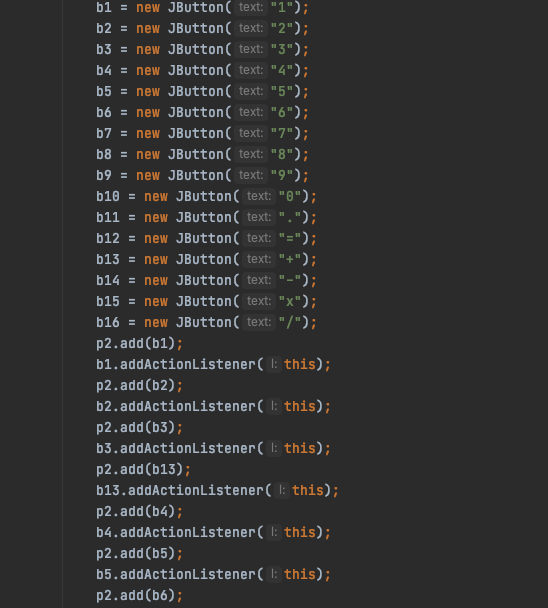 b1 = new JButton( text: "1");
b2 = new JButton( text: "2");
b3 = new JButton( text: "3");
b4 = new JButton( text: "4");
b5 = new JButton( text: "5");
b6 = new JButton( text: "6");
b7 = new JButton( text: "7");
b8 = new JButton( text: "8");
b9 = new JButton( text: "9");
b10 = new JButton( text: "0");
b11 = new JButton( text: ".");
b12 = new JButton( text: "=");
b13 = new JButton( text: "+");
b14 = new JButton( text: "-");
b15 = new JButton( text: "x");
b16 = new JButton( text: "/");
p2.add(b1);
b1.addActionListener( l: this);
p2.add(b2);
b2.addActionListener( l: this);
p2.add(b3);
b3.addActionListener( l: this);
p2.add(b13);
b13.addActionListener( l: this);
p2.add(b4);
b4.addActionListener( l: this);
p2.add(b5);
b5.addActionListener( l: this);
p2.add(b6);